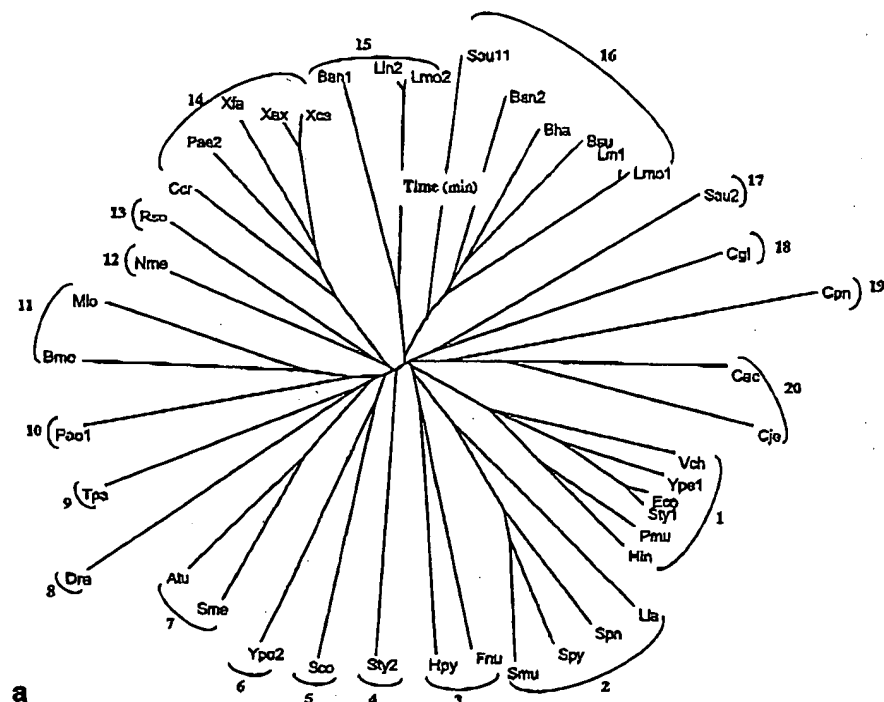 15
16
Sau11
Lin2
Lmo2
Ban1
Ban2
14
Xfa
Xax
Xca
Bha
Bsu
Lin1
Lmo1
Pae2
Time (min)
17
Sau2
Ccr
13
Rso
18
Cgl
12
Nme
19
Cpn
11
Mlo
Bme
Cac
20
10
Pae1
Cje
Vch
Ype1
Eco
Sty1
1
9
Tpa
Pmu
Hin
8
Dra
Atu
Sme
7
Lla
Spn
Spy
Smu
2
Ype2
6
Sco
5
Sty2
4
Hpy
Fnu
3
a